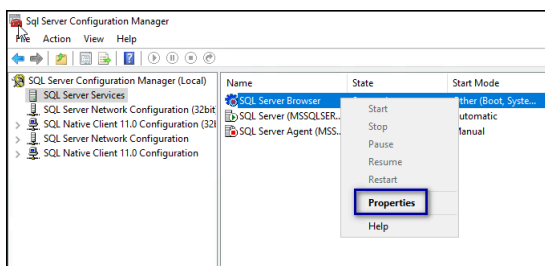 Sql Server Configuration Manager
File Action View Help
SQL Server Configuration Manager (Local)
SQL Server Services
SQL Server Network Configuration (32bit
SQL Native Client 11.0 Configuration (32l
SQL Server Network Configuration
SQL Native Client 11.0 Configuration
Name State Start Mode
SQL Server Browser ther (Boot, Syste...
SQL Server (MSSQLSER... utomatic
SQL Server Agent (MSS... Manual
Start
Stop
Pause
Resume
Restart
Properties
Help